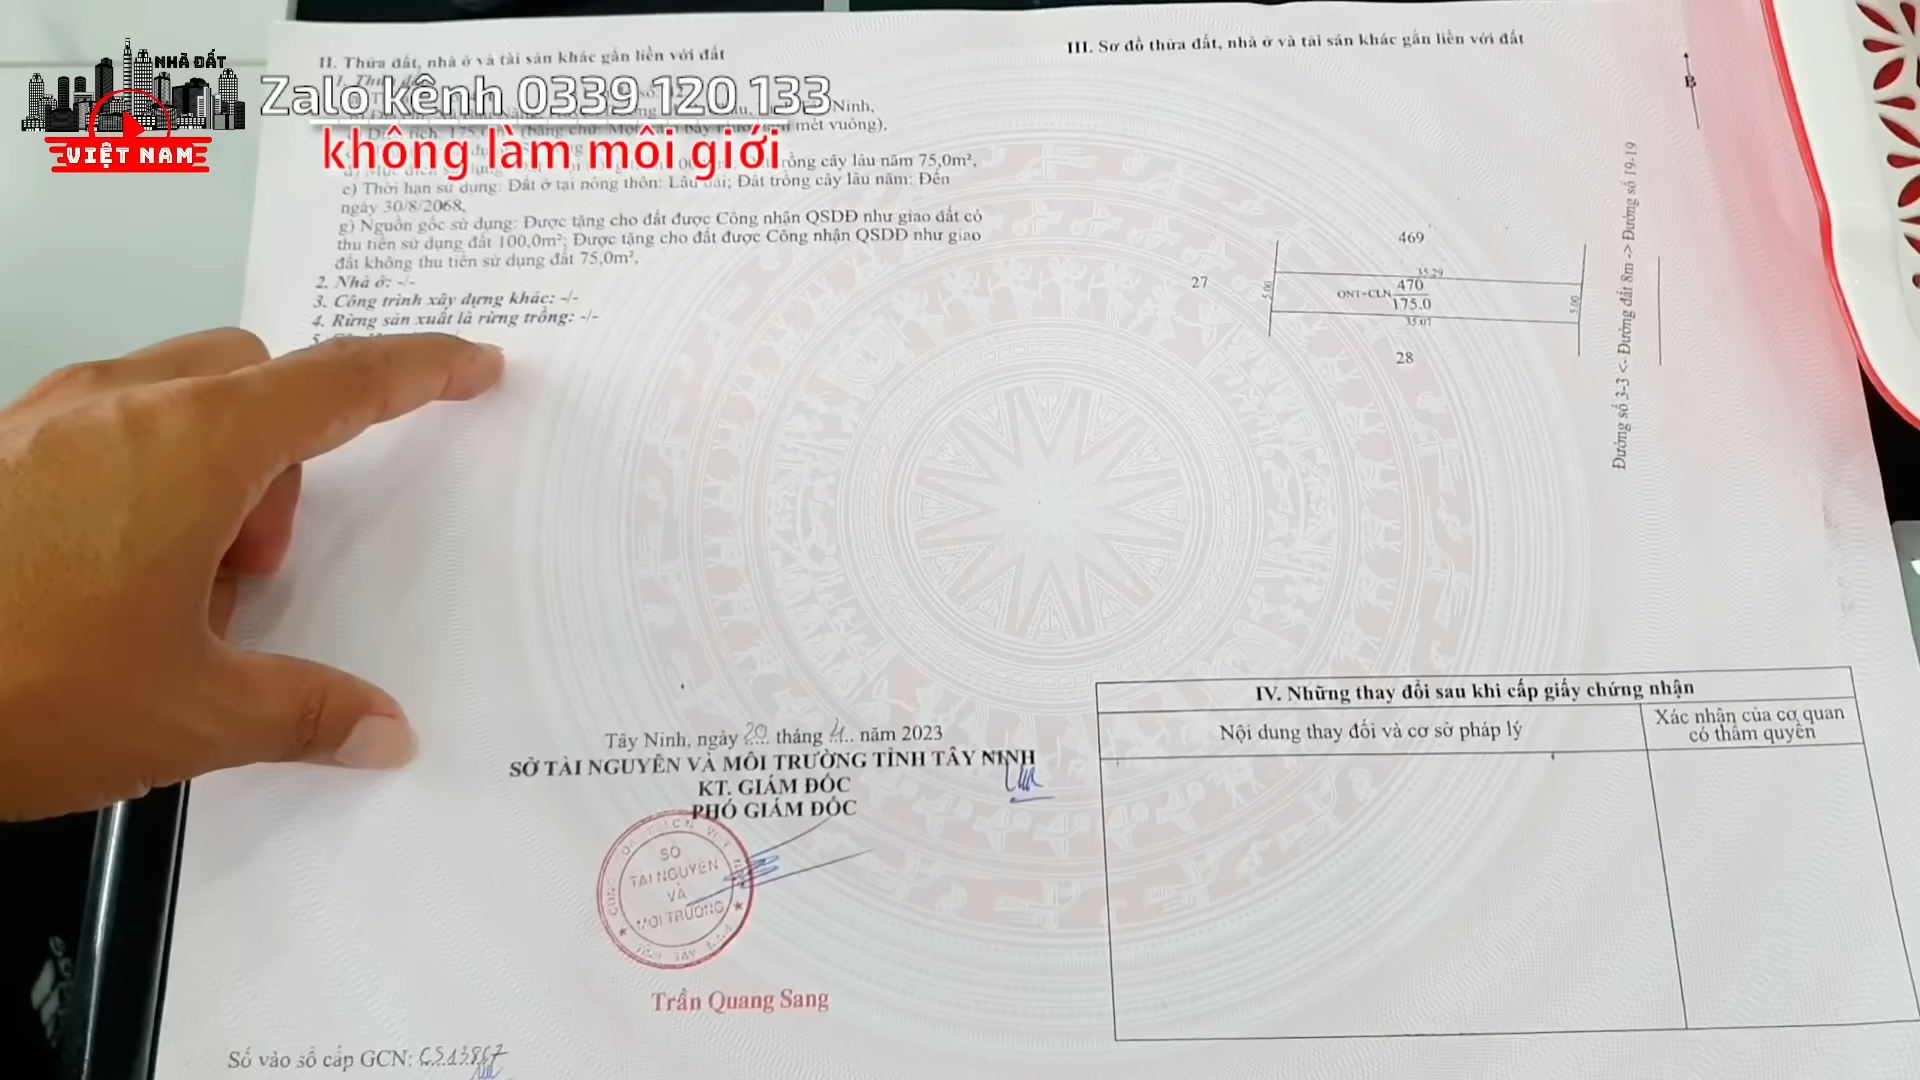 NHÀ ĐẤT
VIỆT NAM
Zalo kênh 0339 120 133
không làm môi giới
II. Thửa đất, nhà ở và tài sản khác gắn liền với đất
Ninh,
mét vuông),
trồng cây lâu năm 75,0m²,
e) Thời hạn sử dụng: Đất ở tại nông thôn: Lâu dài; Đất trồng cây lâu năm: Đến
ngày 30/8/2068,
g) Nguồn gốc sử dụng: Được tặng cho đất được Công nhận QSDĐ như giao đất có
thu tiền sử dụng đất 100,0m²; Được tặng cho đất được Công nhận QSDĐ như giao
đất không thu tiền sử dụng đất 75,0m²,
2. Nhà ở: -/-
3. Công trình xây dựng khác: -/-
4. Rừng sản xuất là rừng trồng: -/-
5.
Tây Ninh, ngày 20 tháng 4 năm 2023
SỞ TÀI NGUYÊN VÀ MÔI TRƯỜNG TỈNH TÂY NINH
KT. GIÁM ĐỐC
PHÓ GIÁM ĐỐC
SỞ
TÀI NGUYÊN
VÀ
MÔI TRƯỜNG
Trần Quang Sang
Số vào sổ cấp GCN: CS13867
III. Sơ đồ thửa đất, nhà ở và tài sản khác gắn liền với đất
B
469
27
35.29
5.00
ONT+CLN 470
175.0
5.00
35.07
28
Đường số 3-3 <- Đường đất 8m -> Đường số 19-19
IV. Những thay đổi sau khi cấp giấy chứng nhận
Nội dung thay đổi và cơ sở pháp lý
Xác nhận của cơ quan
có thẩm quyền